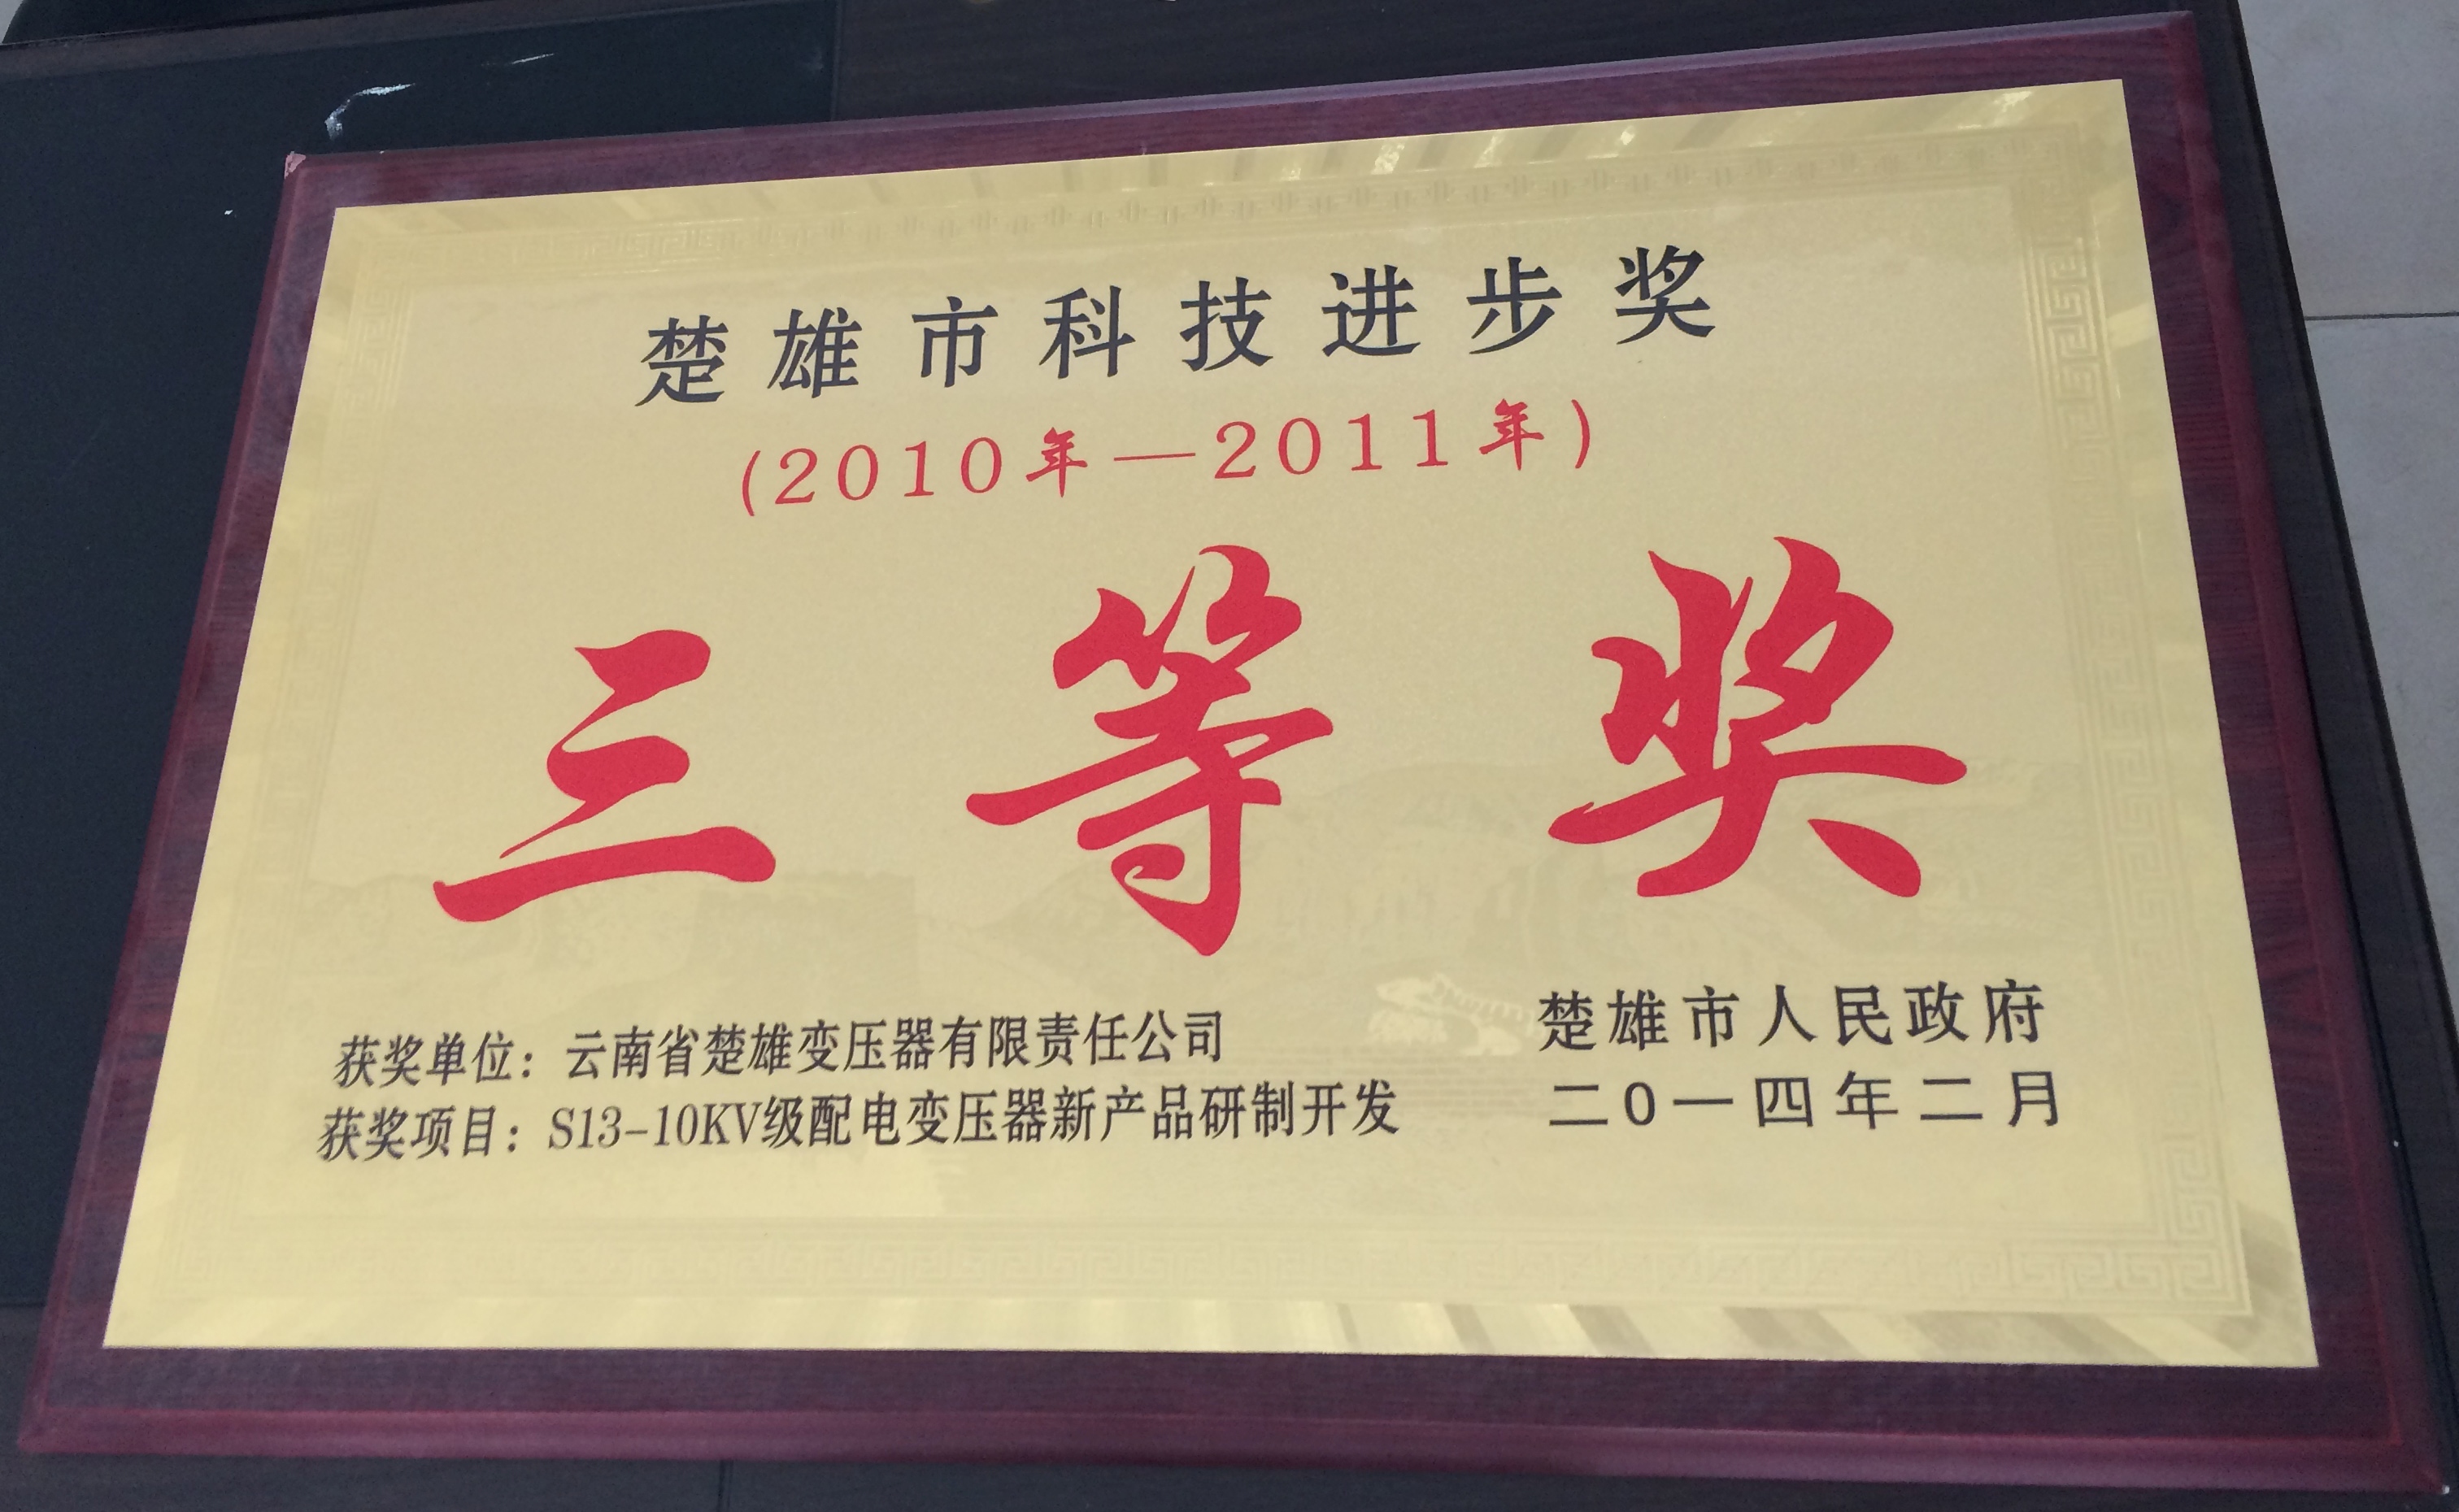 楚雄市科技进步奖
(2010年—2011年)
三等奖
获奖单位：云南省楚雄变压器有限责任公司
获奖项目：S13-10KV级配电变压器新产品研制开发
楚雄市人民政府
二0一四年二月